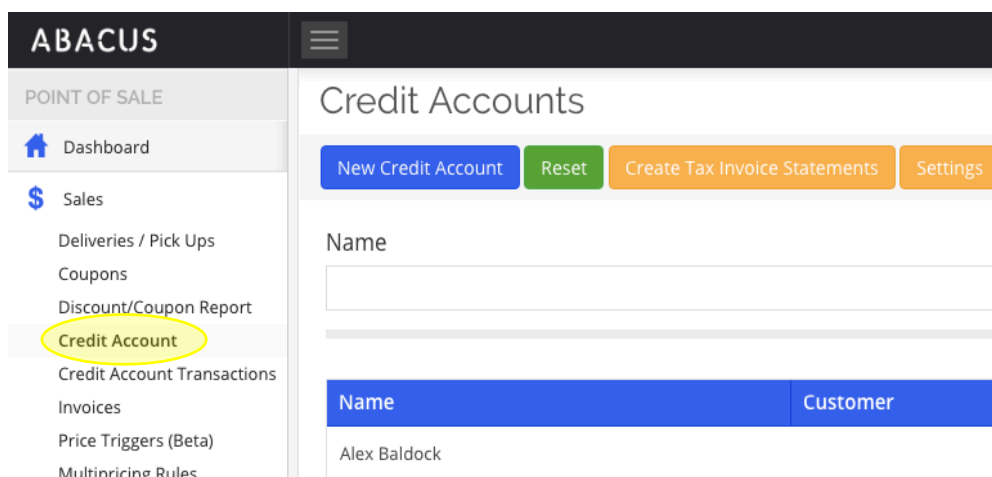 ABACUS
POINT OF SALE
Dashboard
$ Sales
Deliveries / Pick Ups
Coupons
Discount/Coupon Report
Credit Account
Credit Account Transactions
Invoices
Price Triggers (Beta)
Multipricing Rules
Credit Accounts
New Credit Account Reset Create Tax Invoice Statements Settings
Name
Name Customer
Alex Baldock